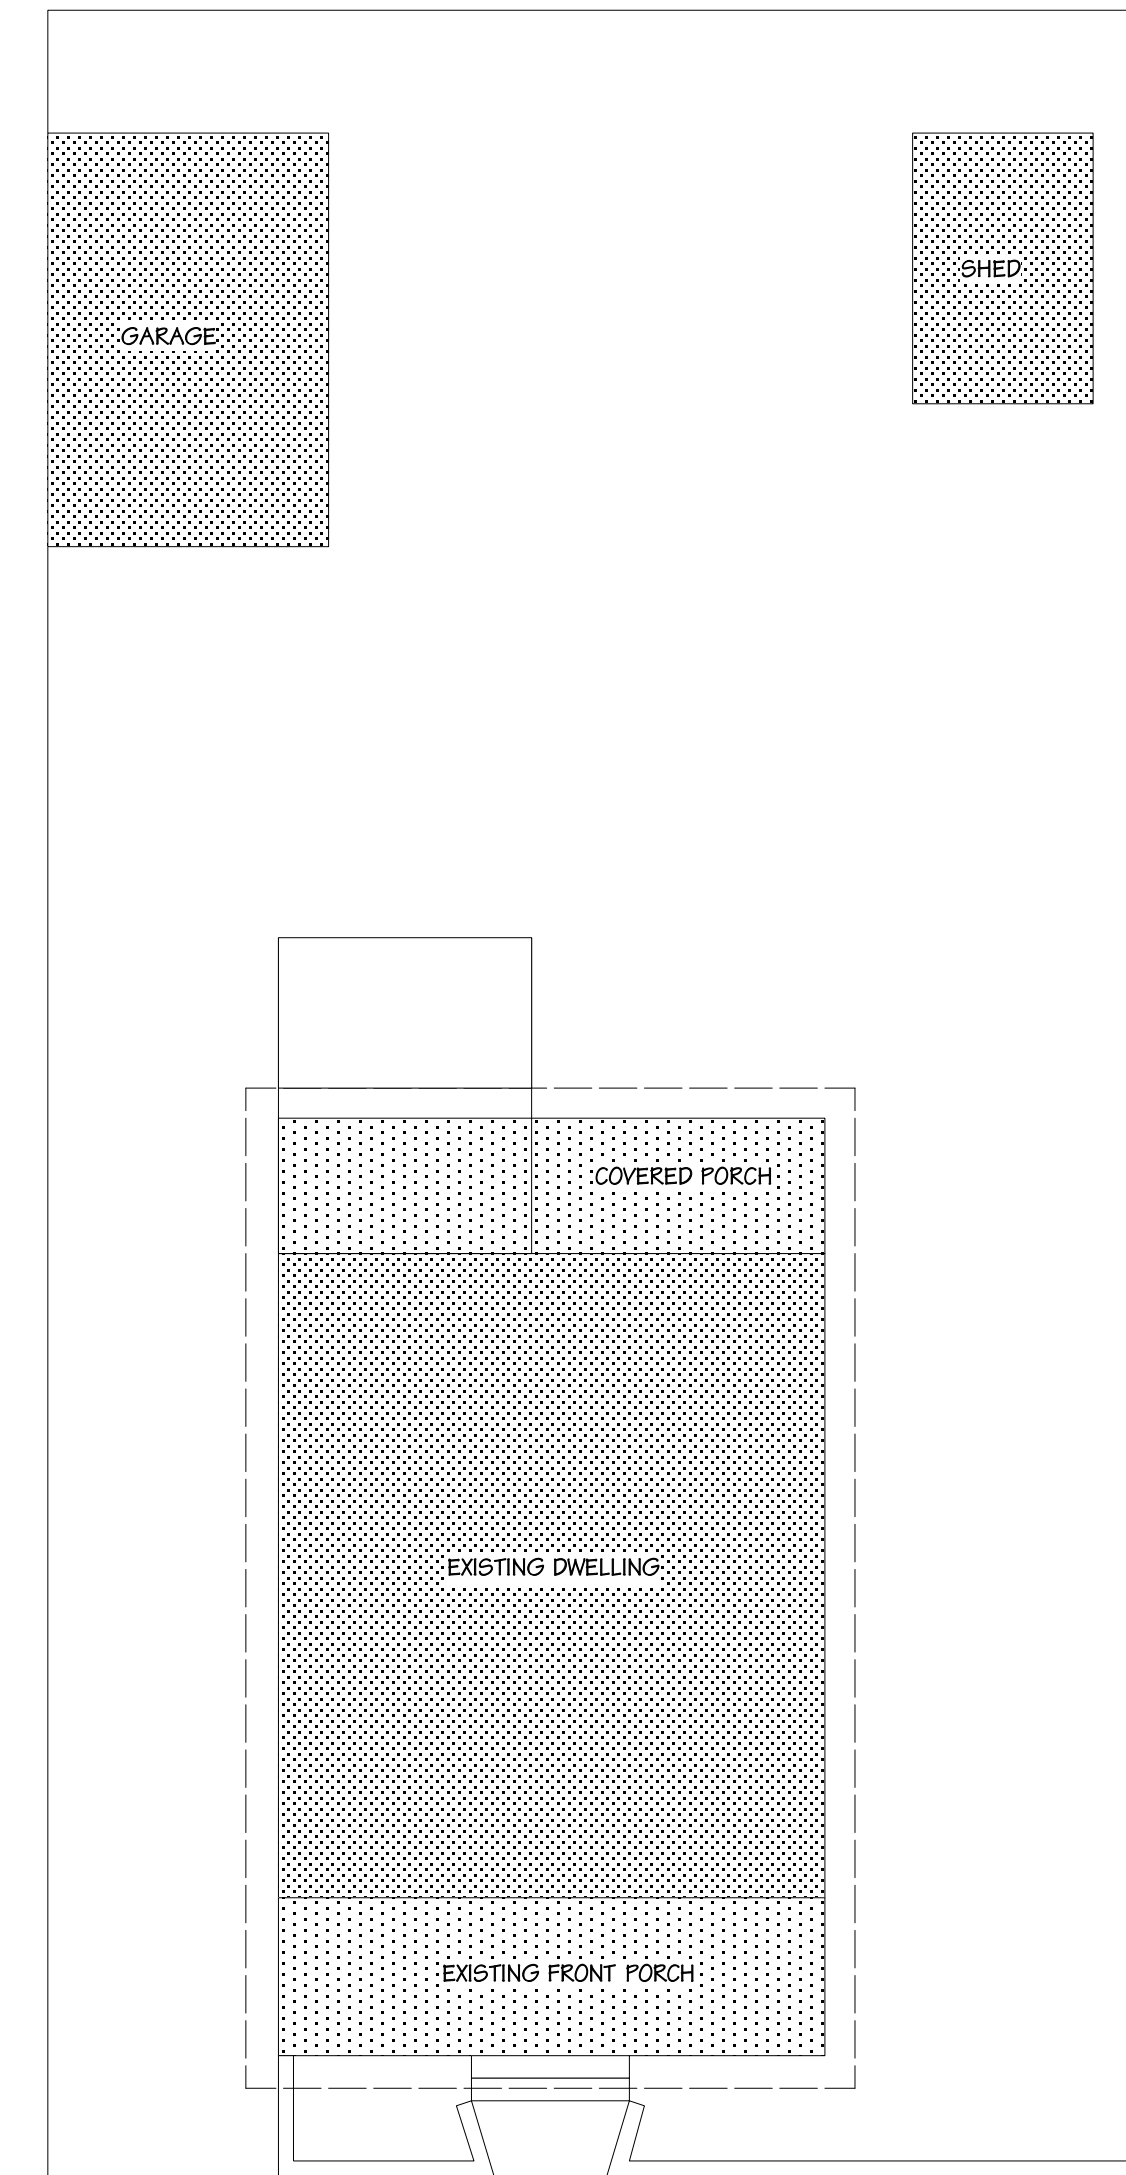 SHED
GARAGE
COVERED PORCH
EXISTING DWELLING
EXISTING FRONT PORCH